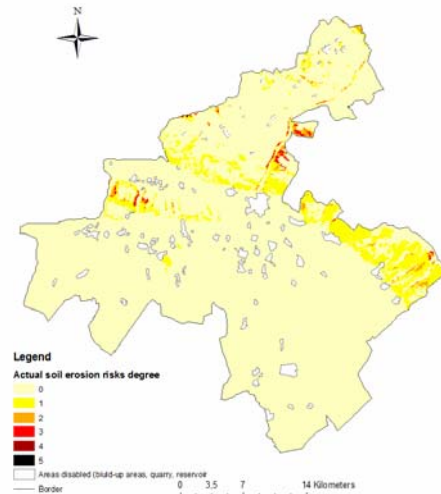 N
Legend
Actual soil erosion risks degree
0
1
2
3
4
5
Areas disabled (biuld-up areas, quarry, reservoir
Border
0 3.5 7 14 Kilometers